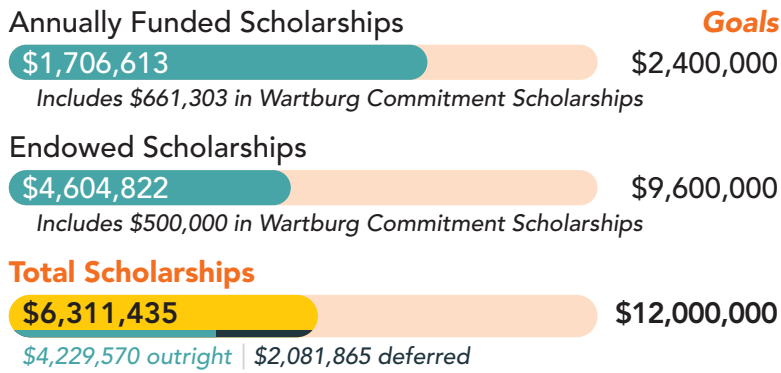 Annually Funded Scholarships Goals
$1,706,613 $2,400,000
Includes $661,303 in Wartburg Commitment Scholarships
Endowed Scholarships
$4,604,822 $9,600,000
Includes $500,000 in Wartburg Commitment Scholarships
Total Scholarships
$6,311,435 $12,000,000
$4,229,570 outright | $2,081,865 deferred